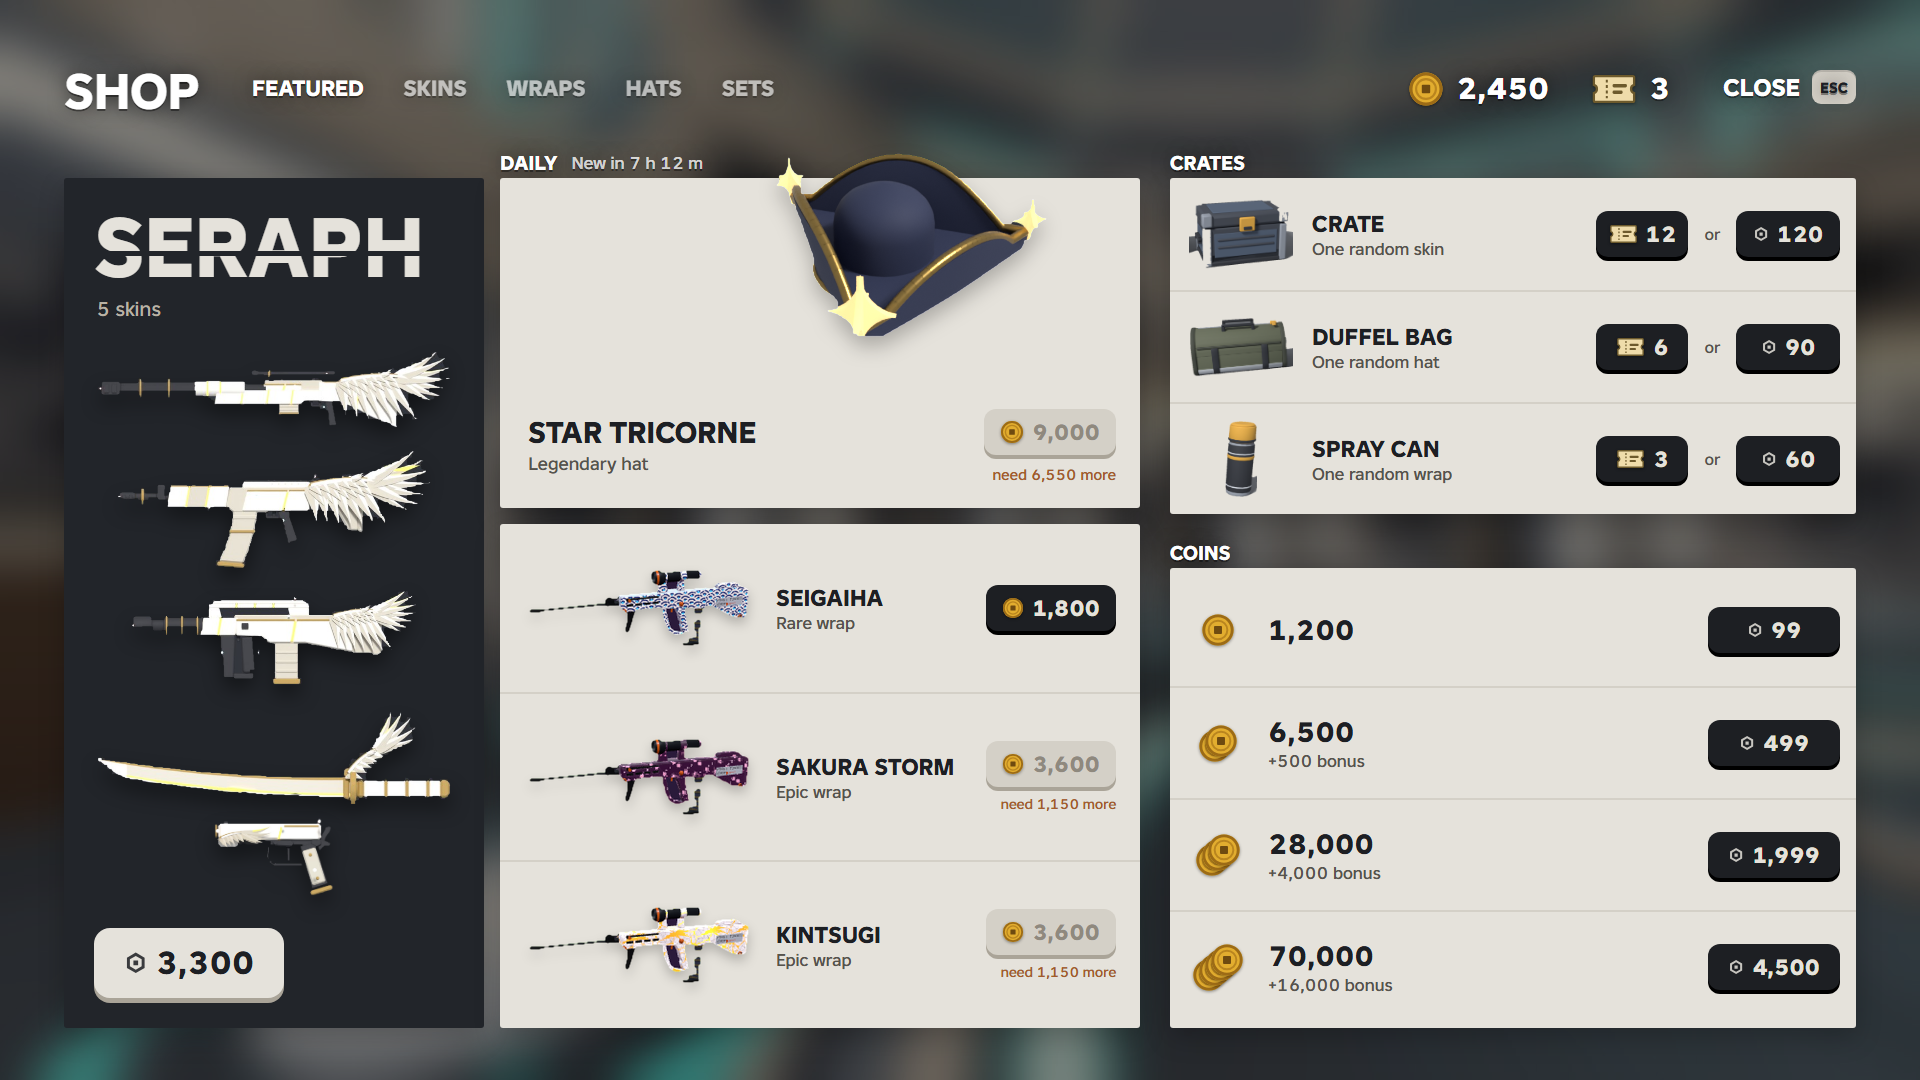 SHOP
FEATURED SKINS WRAPS HATS SETS
2,450
3
CLOSE ESC
SERAPH
5 skins
3,300
DAILY New in 7 h 12 m
STAR TRICORNE
Legendary hat
9,000
need 6,550 more
SEIGAIHA
Rare wrap
1,800
SAKURA STORM
Epic wrap
3,600
need 1,150 more
KINTSUGI
Epic wrap
3,600
need 1,150 more
CRATES
CRATE
One random skin
12 or 120
DUFFEL BAG
One random hat
6 or 90
SPRAY CAN
One random wrap
3 or 60
COINS
1,200
99
6,500
+500 bonus
499
28,000
+4,000 bonus
1,999
70,000
+16,000 bonus
4,500